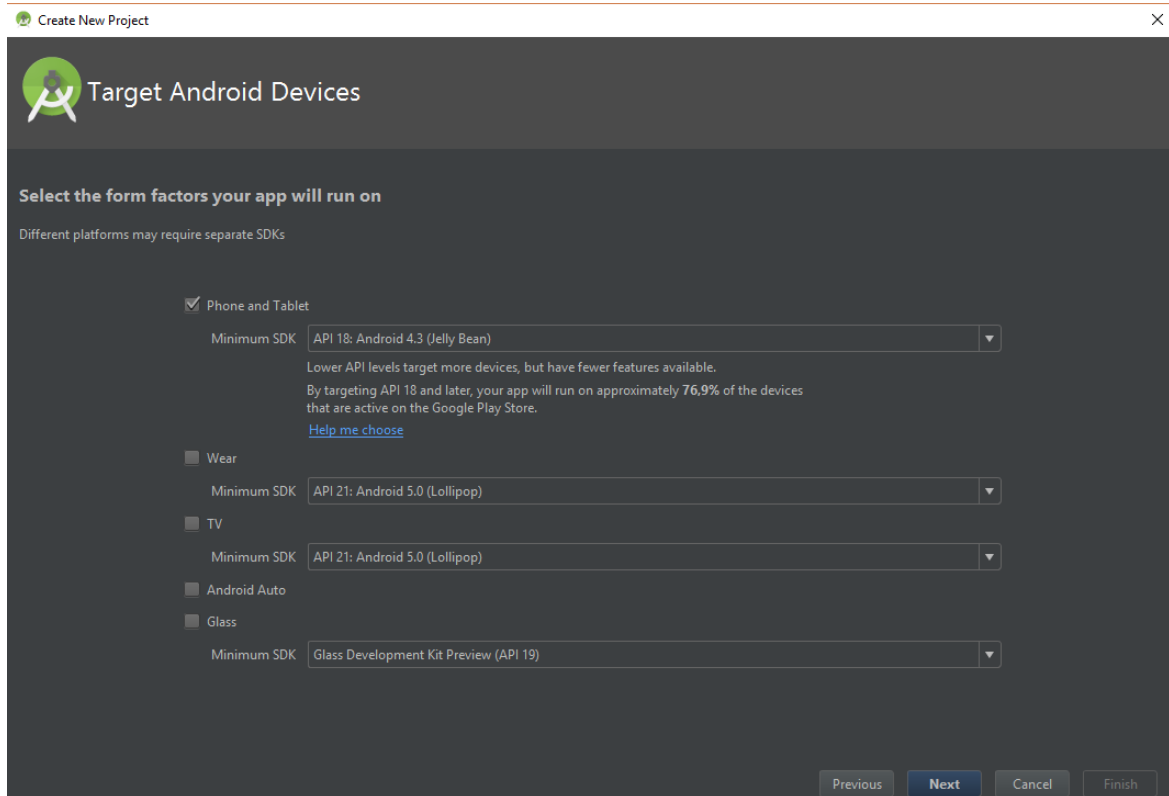 Create New Project
Target Android Devices
Select the form factors your app will run on
Different platforms may require separate SDKs
Phone and Tablet
Minimum SDK API 18: Android 4.3 (Jelly Bean)
Lower API levels target more devices, but have fewer features available.
By targeting API 18 and later, your app will run on approximately 76,9% of the devices
that are active on the Google Play Store.
Help me choose
Wear
Minimum SDK API 21: Android 5.0 (Lollipop)
TV
Minimum SDK API 21: Android 5.0 (Lollipop)
Android Auto
Glass
Minimum SDK Glass Development Kit Preview (API 19)
Previous Next Cancel Finish